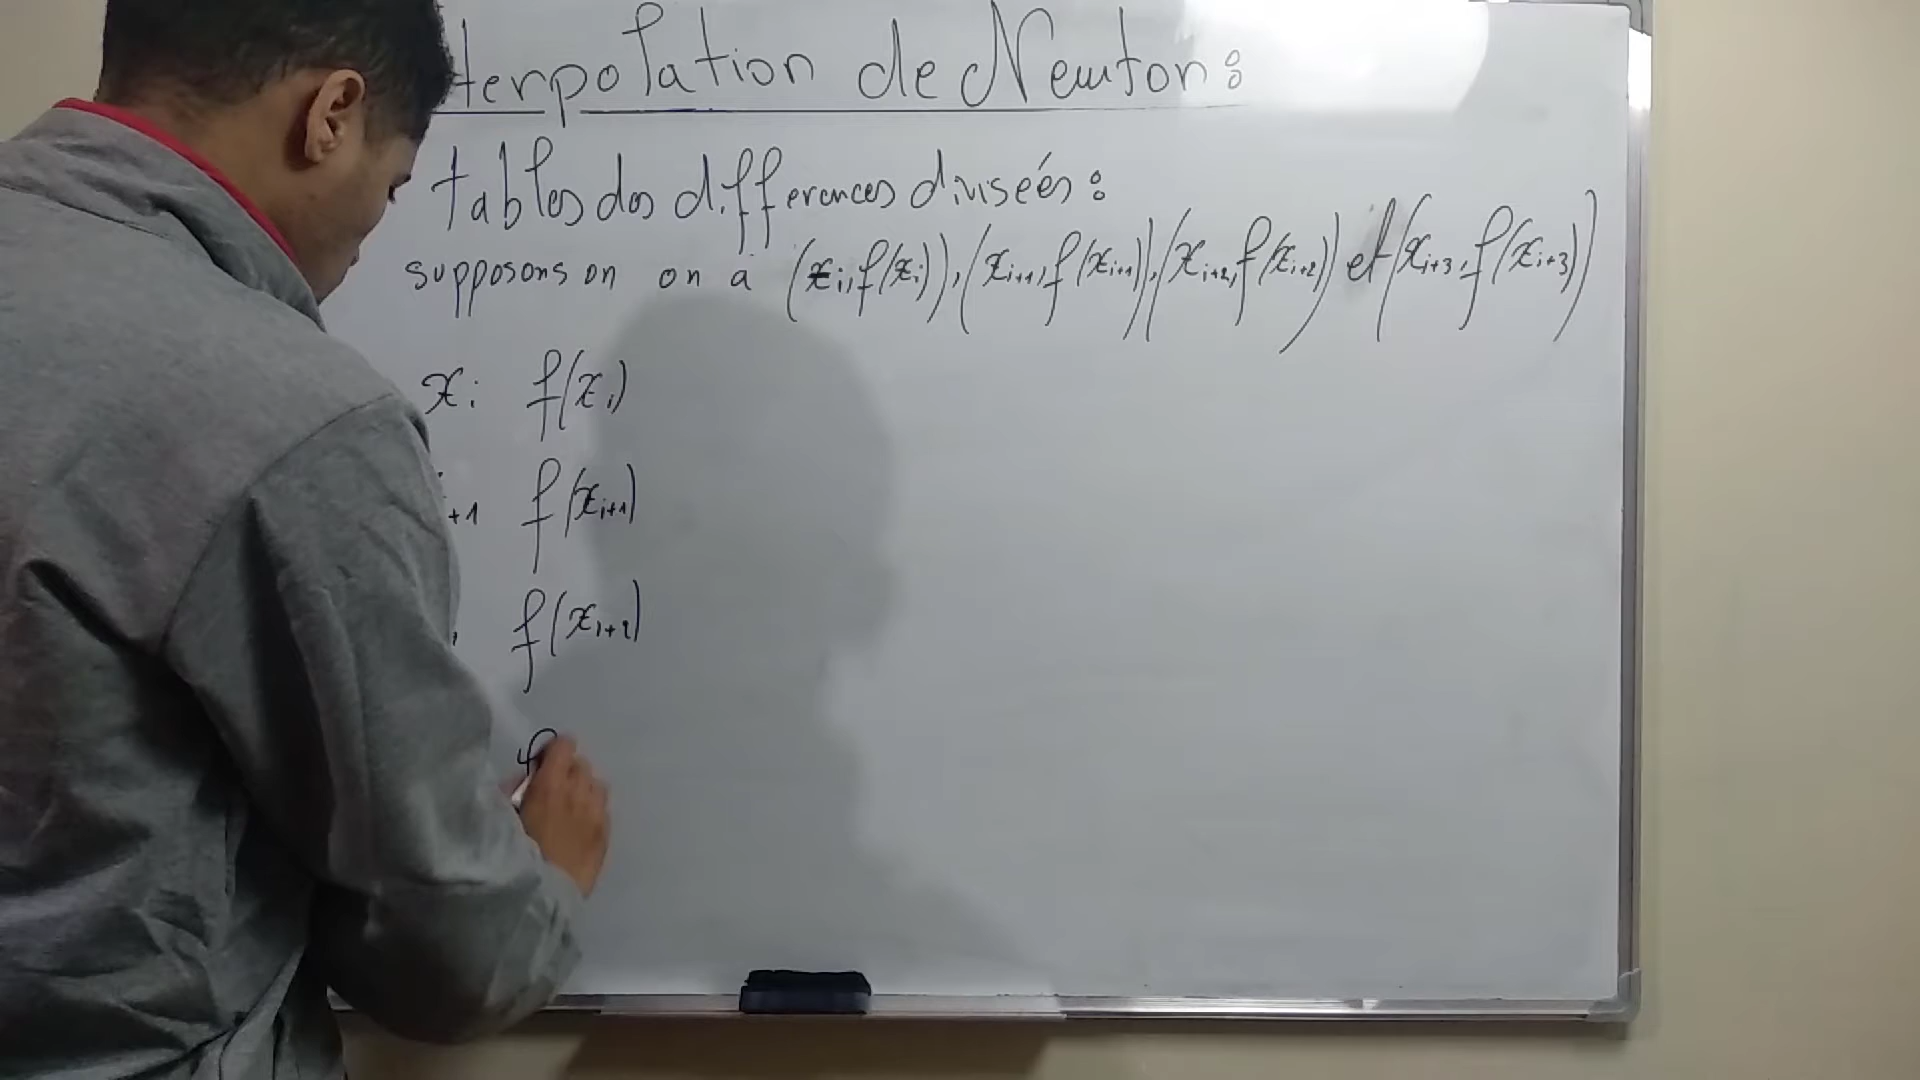 terpolation de Newton :
tables des differences divisées :
supposons on on a (xi, f(xi)), (xi+1, f(xi+1)), (xi+2, f(xi+2)) et (xi+3, f(xi+3))
xi f(xi)
i+1 f(xi+1)
f(xi+2)
f